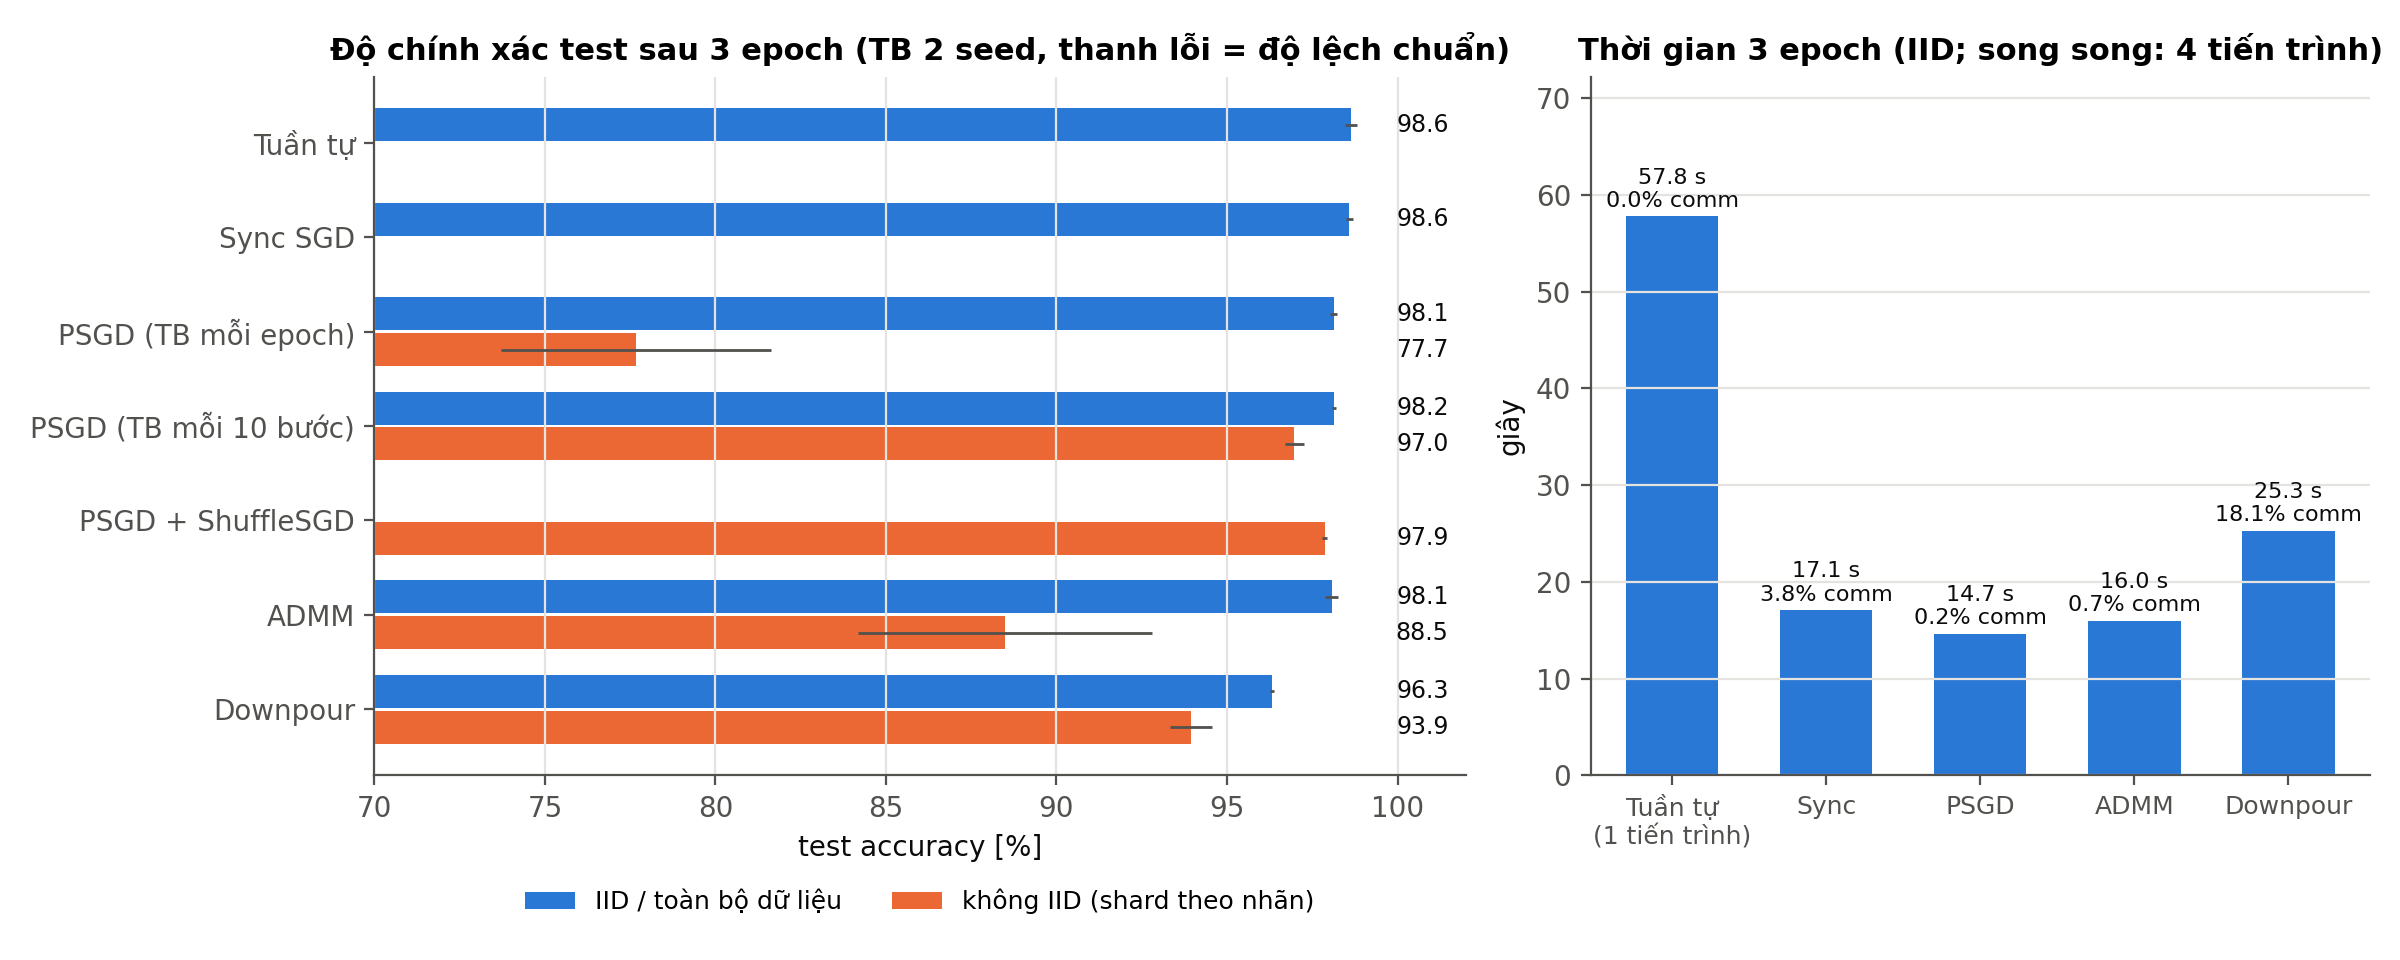 Độ chính xác test sau 3 epoch (TB 2 seed, thanh lỗi = độ lệch chuẩn)
Tuần tự
98.6
Sync SGD
98.6
PSGD (TB mỗi epoch)
98.1
77.7
PSGD (TB mỗi 10 bước)
98.2
97.0
PSGD + ShuffleSGD
97.9
ADMM
98.1
88.5
Downpour
96.3
93.9
70 75 80 85 90 95 100
test accuracy [%]
IID / toàn bộ dữ liệu
không IID (shard theo nhãn)
Thời gian 3 epoch (IID; song song: 4 tiến trình)
giây
70
60
50
40
30
20
10
0
57.8 s
0.0% comm
17.1 s
3.8% comm
14.7 s
0.2% comm
16.0 s
0.7% comm
25.3 s
18.1% comm
Tuần tự
(1 tiến trình)
Sync
PSGD
ADMM
Downpour